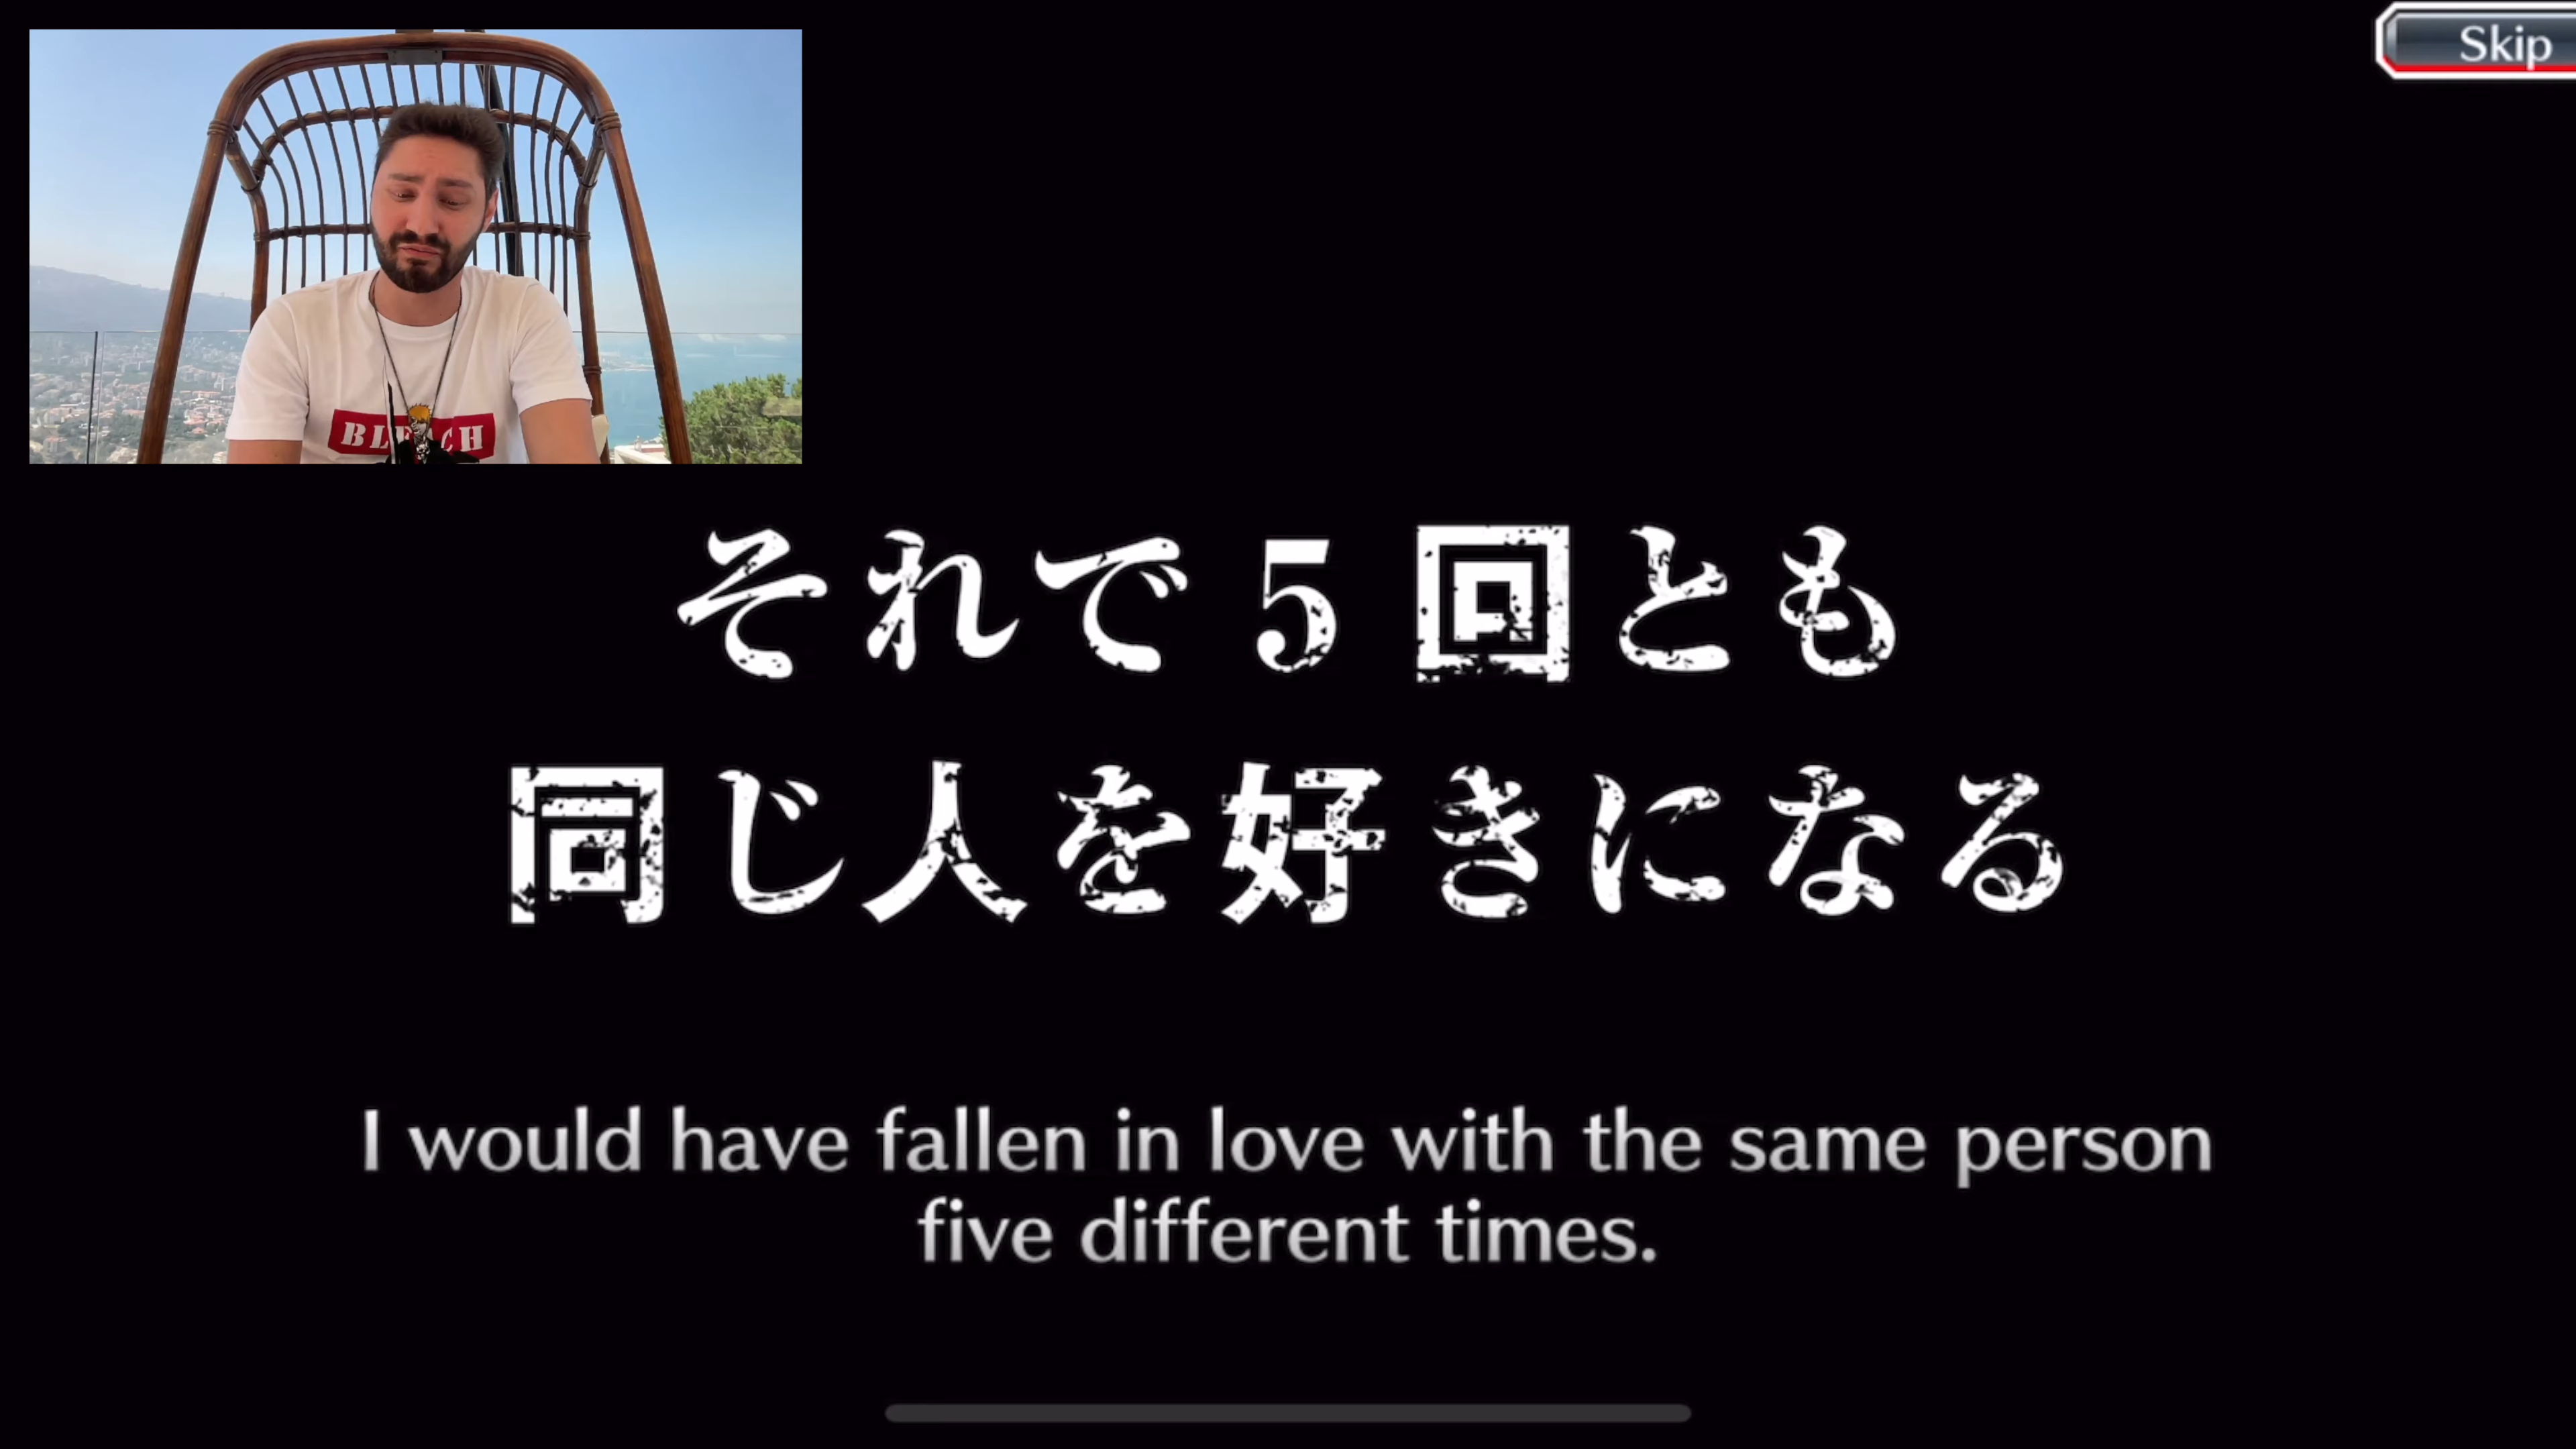 Skip
BLEACH
それで5回とも
同じ人を好きになる
I would have fallen in love with the same person
five different times.